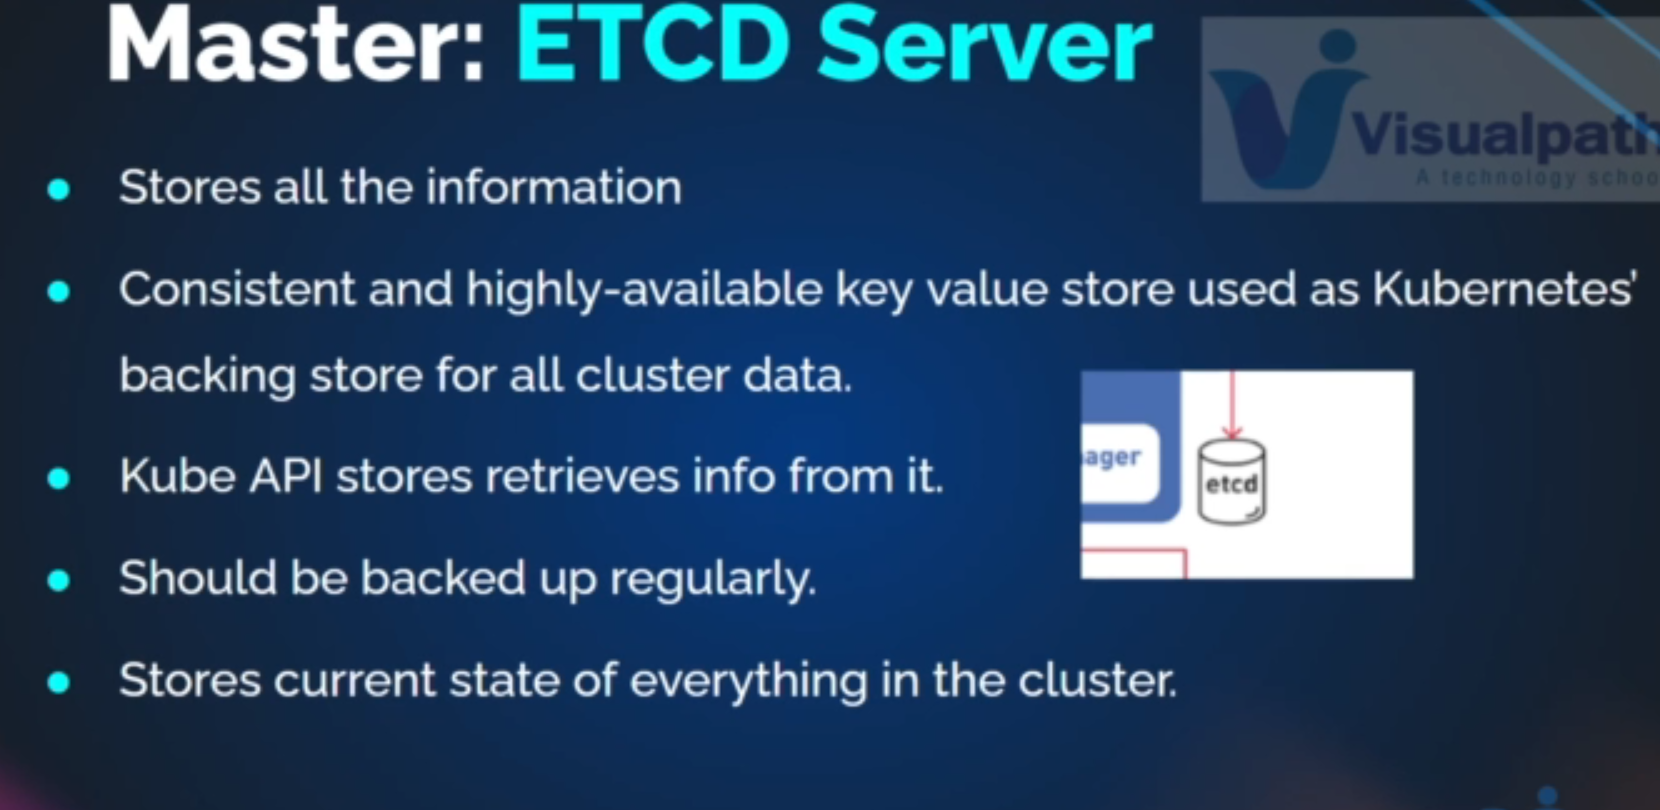 Master: ETCD Server
Visualpath
A technology schoo
Stores all the information
Consistent and highly-available key value store used as Kubernetes’
backing store for all cluster data.
ager
etcd
Kube API stores retrieves info from it.
Should be backed up regularly.
Stores current state of everything in the cluster.